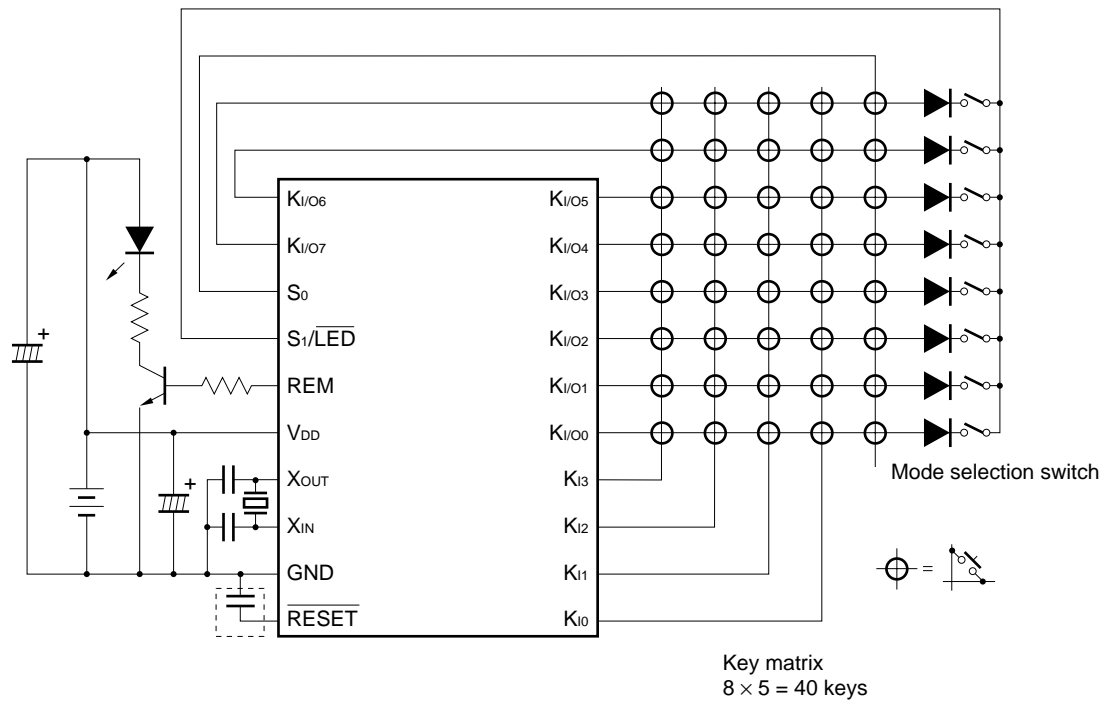 +
+
KI/O6
KI/O7
S0
S1/LED
REM
VDD
XOUT
XIN
GND
RESET
KI/O5
KI/O4
KI/O3
KI/O2
KI/O1
KI/O0
KI3
KI2
KI1
KI0
Mode selection switch
=
Key matrix
8 × 5 = 40 keys